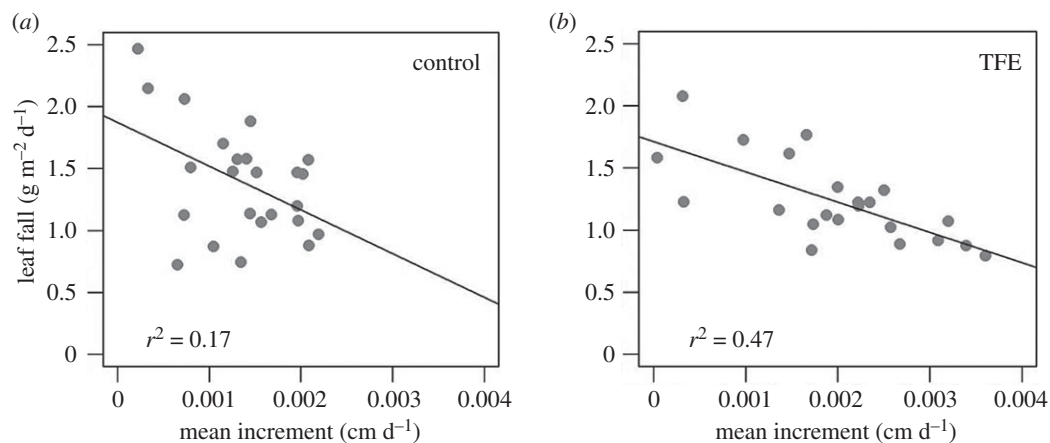 (a)
control
2.5
2.0
1.5
1.0
0.5
0
leaf fall (g m⁻² d⁻¹)
r² = 0.17
0 0.001 0.002 0.003 0.004
mean increment (cm d⁻¹)
(b)
TFE
2.5
2.0
1.5
1.0
0.5
0
r² = 0.47
0 0.001 0.002 0.003 0.004
mean increment (cm d⁻¹)